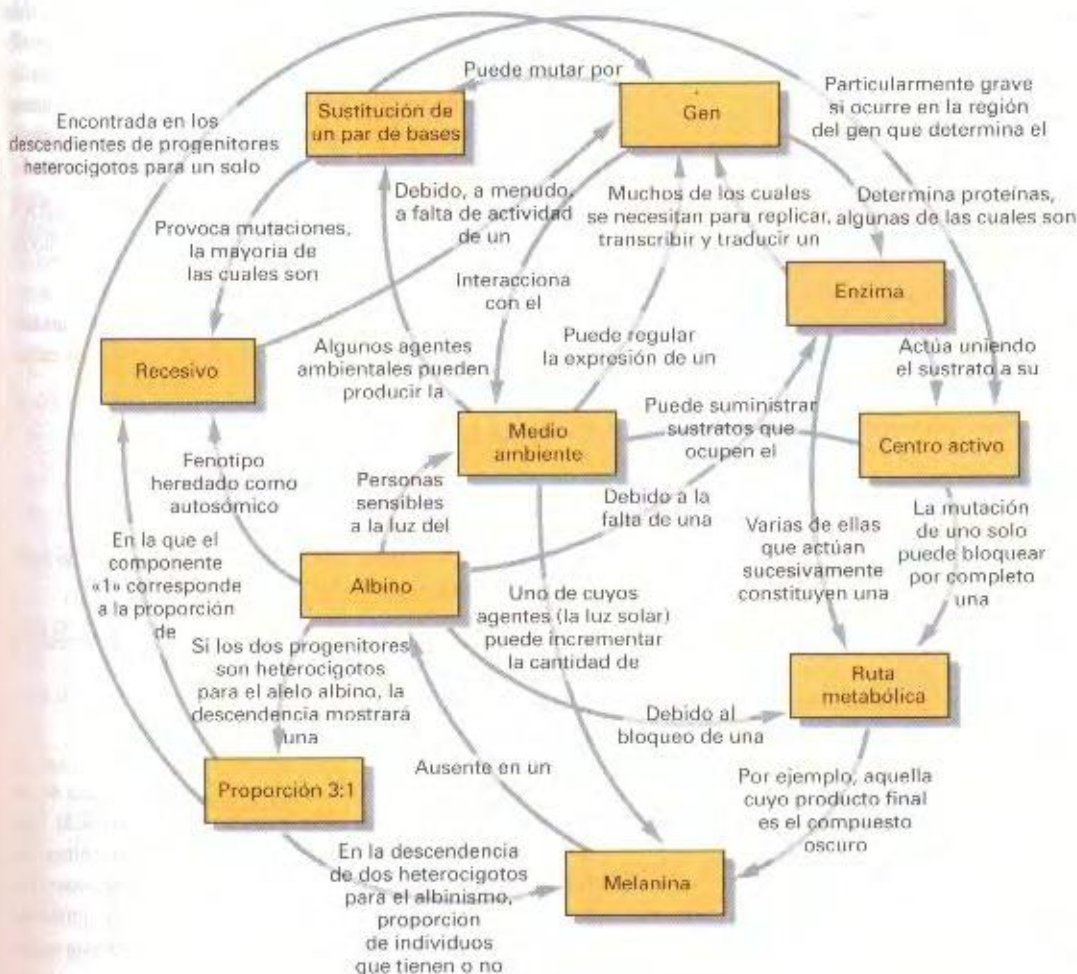 Puede mutar por
Sustitución de
un par de bases
Gen
Particularmente grave
si ocurre en la región
del gen que determina el
Encontrada en los
descendientes de progenitores
heterocigotos para un solo
Debido, a menudo,
a falta de actividad
de un
Muchos de los cuales
se necesitan para replicar,
transcribir y traducir un
Determina proteínas,
algunas de las cuales son
Provoca mutaciones,
la mayoria de
las cuales son
Interacciona
con el
Enzima
Recesivo
Algunos agentes
ambientales pueden
producir la
Puede regular
la expresión de un
Actúa uniendo
el sustrato a su
Medio
ambiente
Puede suministrar
sustratos que
ocupen el
Centro activo
Fenotipo
heredado como
autosómico
Personas
sensibles
a la luz del
Debido a la
falta de una
Varias de ellas
que actúan
sucesivamente
constituyen una
La mutación
de uno solo
puede bloquear
por completo
una
En la que el
componente
«1» corresponde
a la proporción
de
Albino
Uno de cuyos
agentes (la luz solar)
puede incrementar
la cantidad de
Si los dos progenitores
son heterocigotos
para el alelo albino, la
descendencia mostrará
una
Ruta
metabólica
Debido al
bloqueo de una
Proporción 3:1
Ausente en un
Por ejemplo, aquella
cuyo producto final
es el compuesto
oscuro
En la descendencia
de dos heterocigotos
para el albinismo,
proporción
de individuos
que tienen o no
Melanina